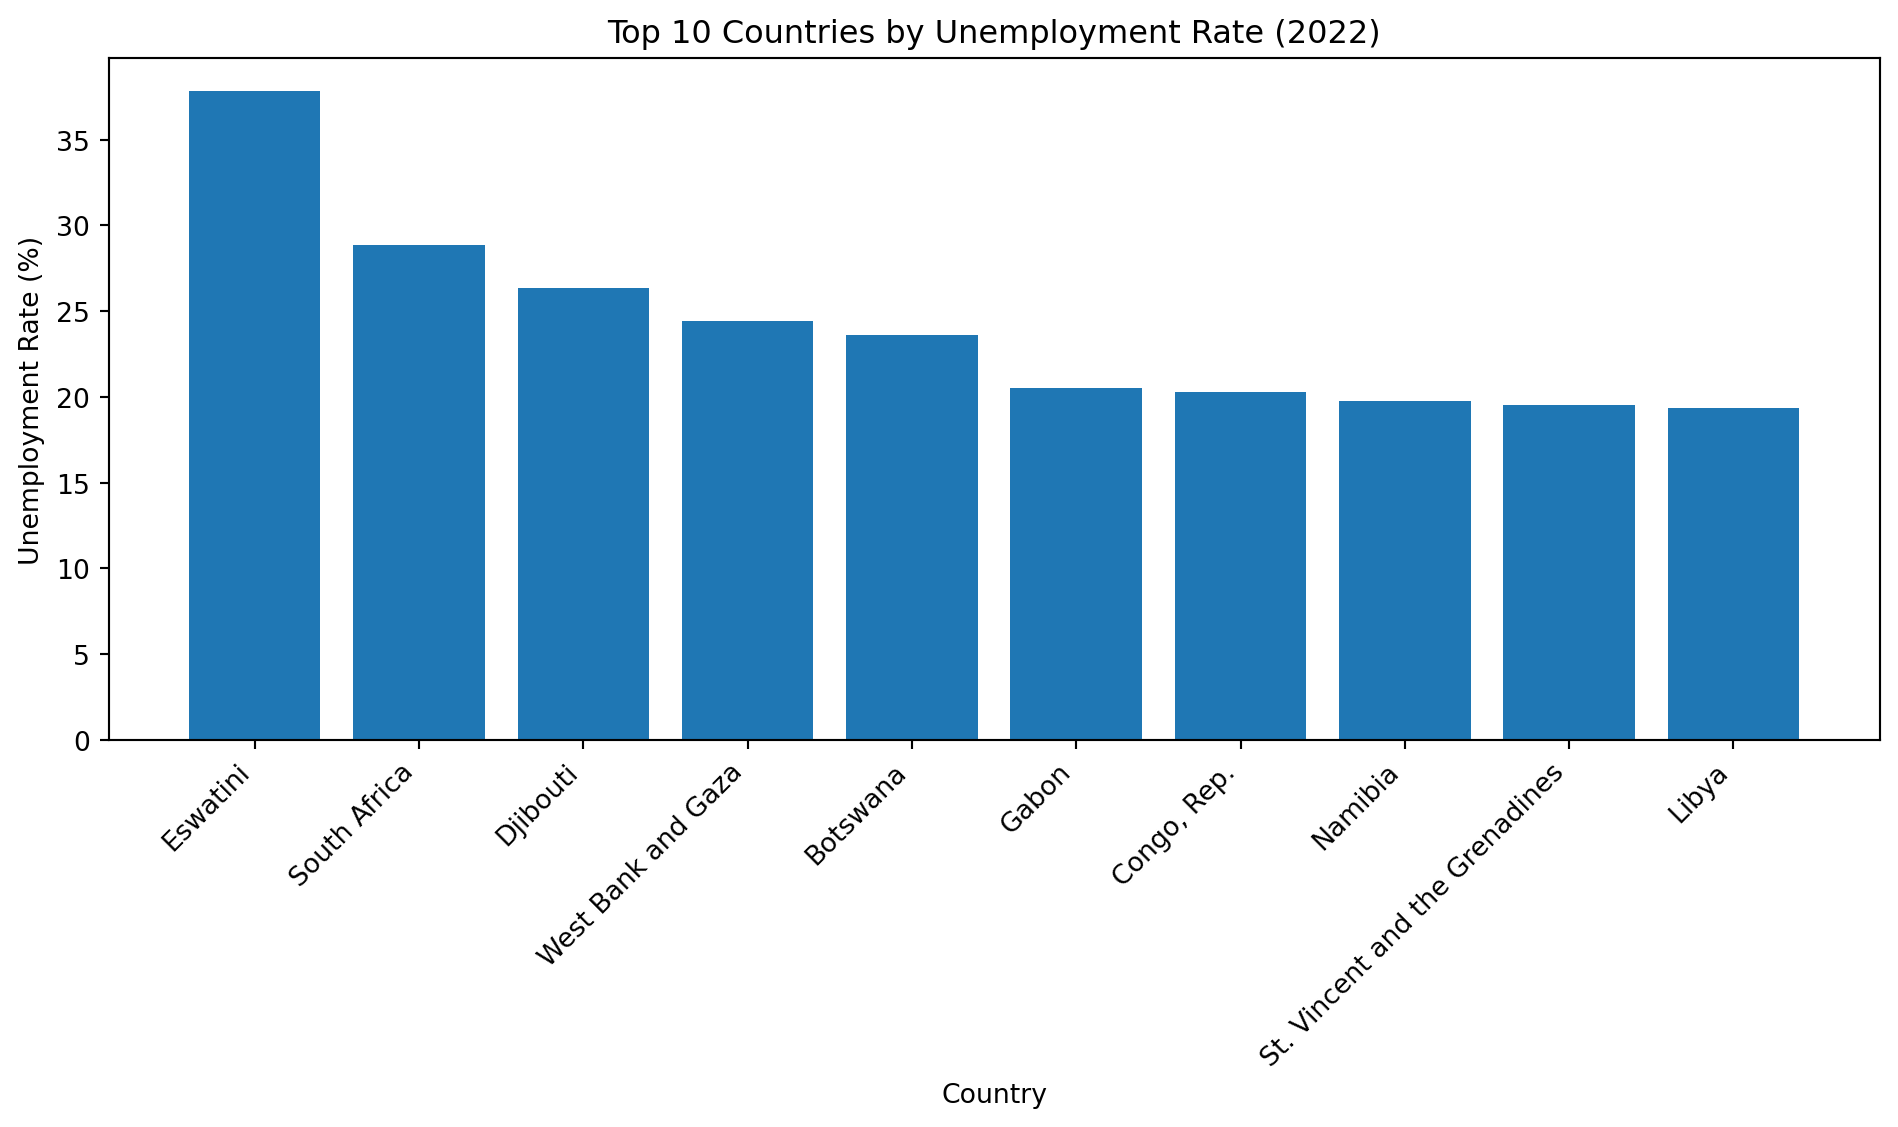 Top 10 Countries by Unemployment Rate (2022)
Unemployment Rate (%)
35
30
25
20
15
10
5
0
Eswatini
South Africa
Djibouti
West Bank and Gaza
Botswana
Gabon
Congo, Rep.
Namibia
St. Vincent and the Grenadines
Libya
Country